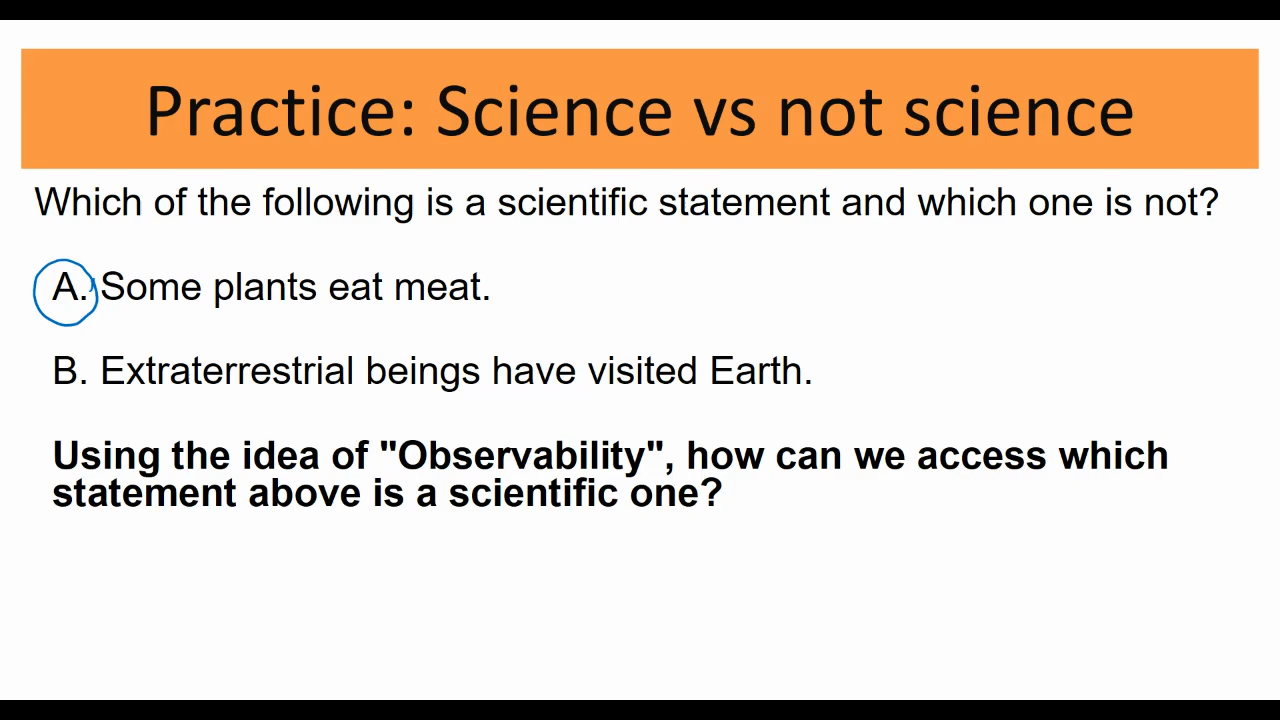 Practice: Science vs not science
Which of the following is a scientific statement and which one is not?
A. Some plants eat meat.
B. Extraterrestrial beings have visited Earth.
Using the idea of "Observability", how can we access which
statement above is a scientific one?